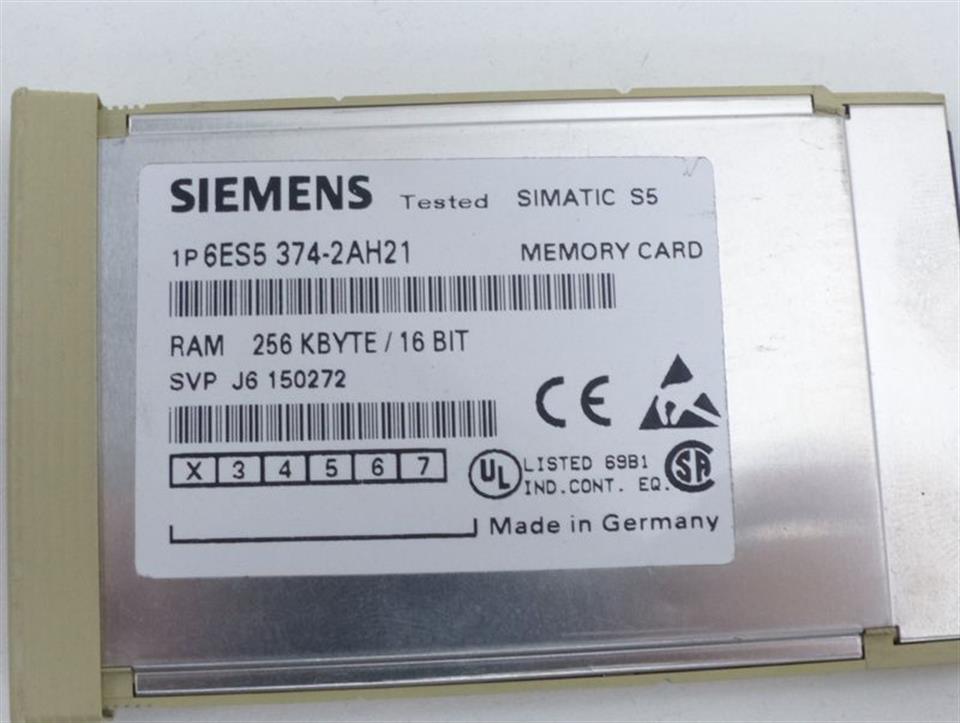 SIEMENS Tested SIMATIC S5
1P 6ES5 374-2AH21 MEMORY CARD
RAM 256 KBYTE / 16 BIT
SVP J6 150272
CE
X 3 4 5 6 7
UL LISTED 69B1 SA
IND.CONT. EQ.
Made in Germany